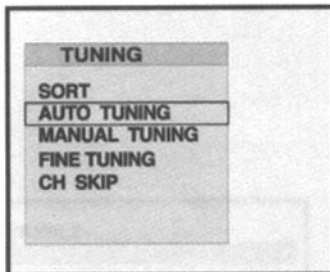 TUNING
SORT
AUTO TUNING
MANUAL TUNING
FINE TUNING
CH SKIP